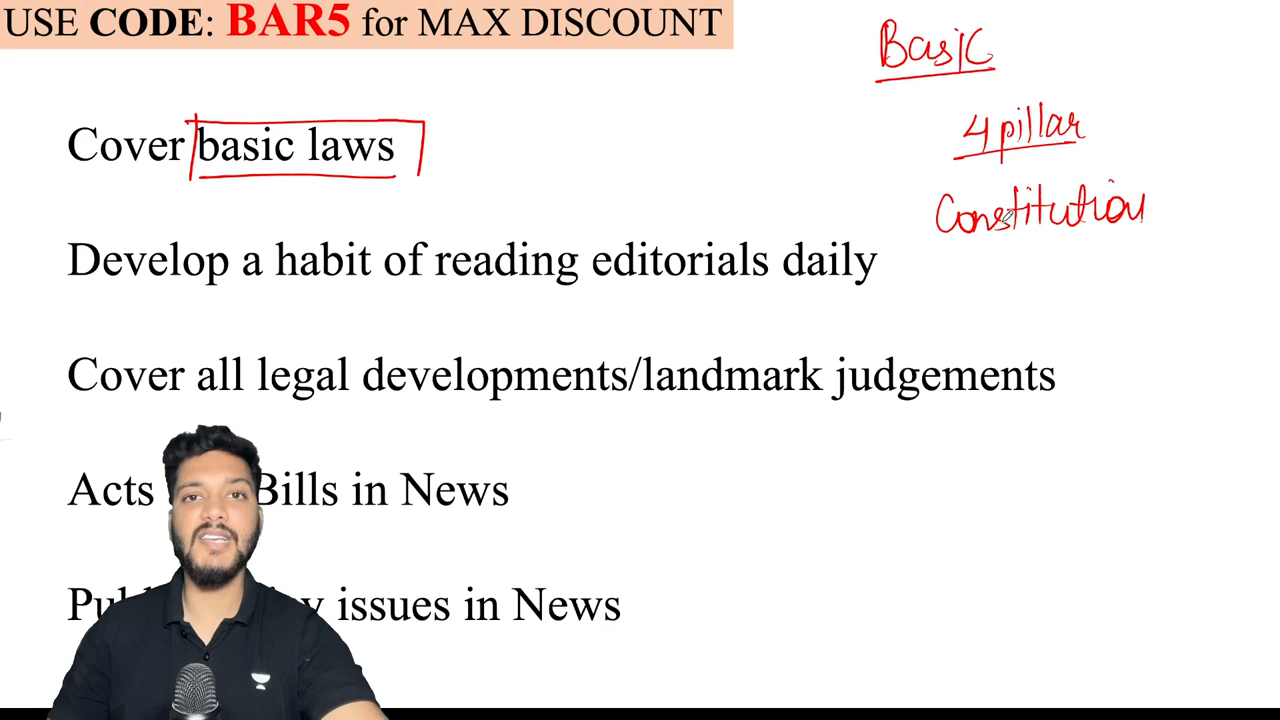 USE CODE: BAR5 for MAX DISCOUNT
Basic
Cover basic laws
4 pillar
Constitution
Develop a habit of reading editorials daily
Cover all legal developments/landmark judgements
Acts Bills in News
issues in News